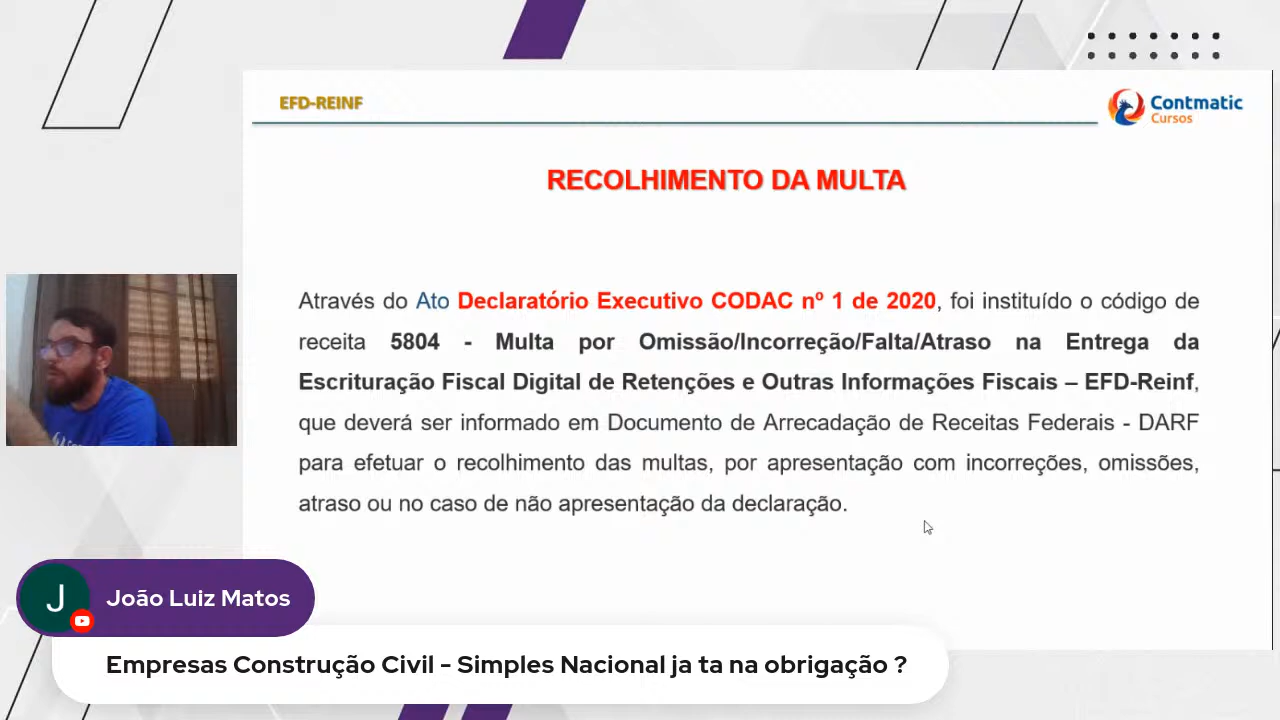 EFD-REINF
Contmatic
Cursos
RECOLHIMENTO DA MULTA
Através do Ato Declaratório Executivo CODAC nº 1 de 2020, foi instituído o código de
receita 5804 - Multa por Omissão/Incorreção/Falta/Atraso na Entrega da
Escrituração Fiscal Digital de Retenções e Outras Informações Fiscais – EFD-Reinf,
que deverá ser informado em Documento de Arrecadação de Receitas Federais - DARF
para efetuar o recolhimento das multas, por apresentação com incorreções, omissões,
atraso ou no caso de não apresentação da declaração.
J
João Luiz Matos
Empresas Construção Civil - Simples Nacional ja ta na obrigação ?